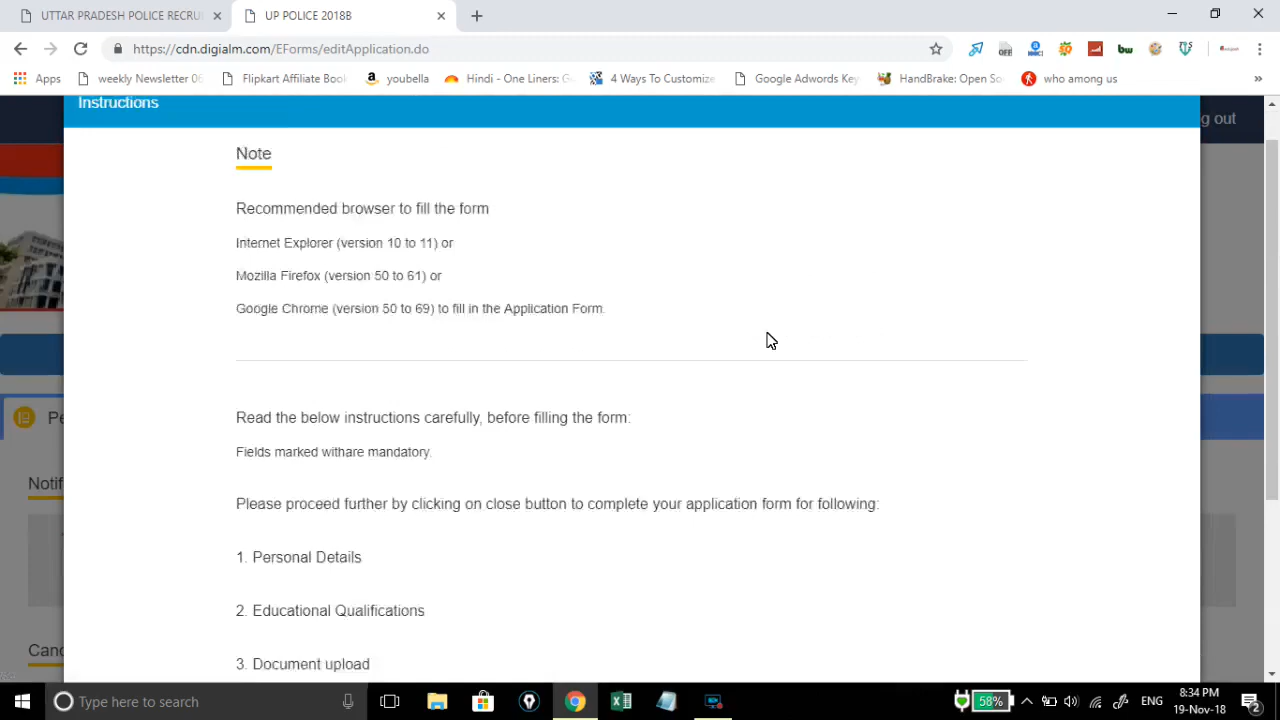 UTTAR PRADESH POLICE RECRU
UP POLICE 2018B
https://cdn.digialm.com/EForms/editApplication.do
Apps
weekly Newsletter 06
Flipkart Affiliate Book
youbella
Hindi - One Liners: G
4 Ways To Customize
Google Adwords Key
HandBrake: Open So
who among us
»
Instructions
g out
Note
Recommended browser to fill the form
Internet Explorer (version 10 to 11) or
Mozilla Firefox (version 50 to 61) or
Google Chrome (version 50 to 69) to fill in the Application Form.
Read the below instructions carefully, before filling the form:
Pe
Fields marked withare mandatory.
Notif
Please proceed further by clicking on close button to complete your application form for following:
1. Personal Details
2. Educational Qualifications
Canc
3. Document upload
Type here to search
58%
ENG
8:34 PM
19-Nov-18
2